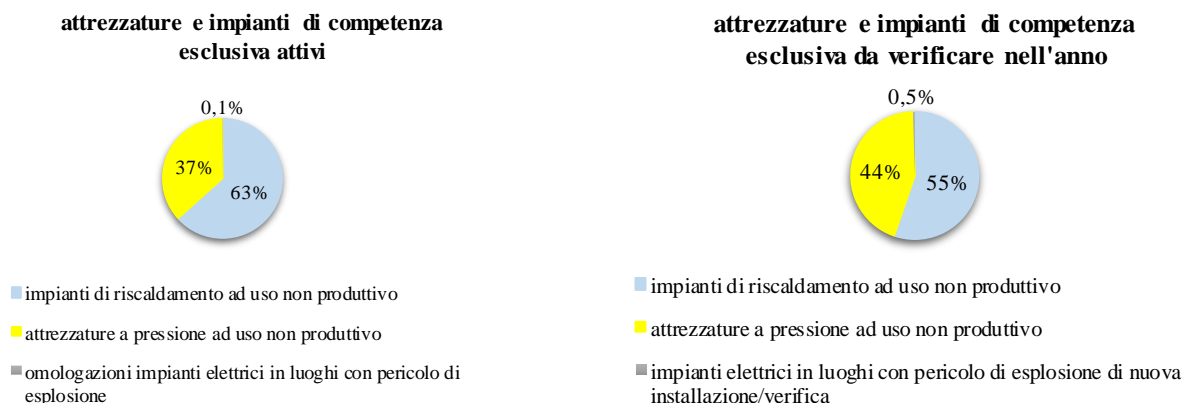 attrezzature e impianti di competenza
esclusiva attivi
0,1%
37%
63%
impianti di riscaldamento ad uso non produttivo
attrezzature a pressione ad uso non produttivo
omologazioni impianti elettrici in luoghi con pericolo di
esplosione
attrezzature e impianti di competenza
esclusiva da verificare nell'anno
0,5%
44%
55%
impianti di riscaldamento ad uso non produttivo
attrezzature a pressione ad uso non produttivo
impianti elettrici in luoghi con pericolo di esplosione di nuova
installazione/verifica